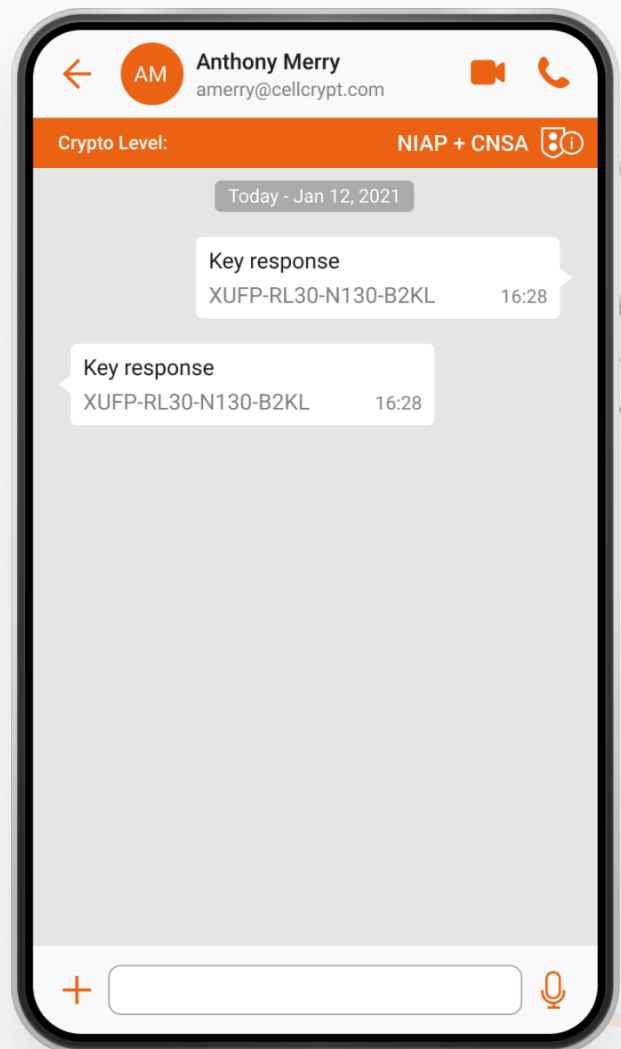 Anthony Merry
AM
amerry@cellcrypt.com
Crypto Level: NIAP + CNSA
Today - Jan 12, 2021
Key response
XUFP-RL30-N130-B2KL 16:28
Key response
XUFP-RL30-N130-B2KL 16:28